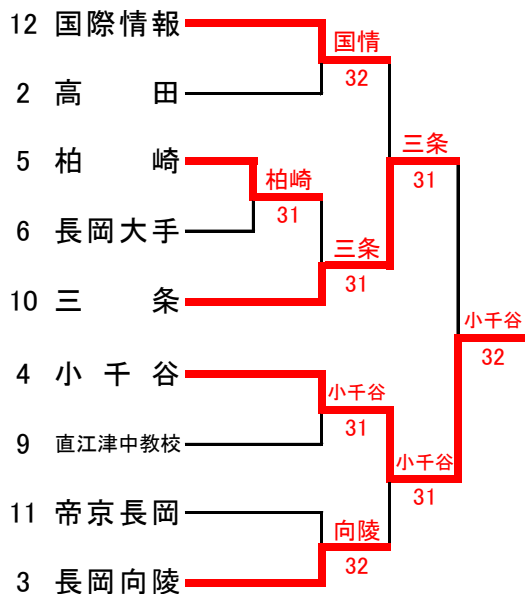 12 国際情報
国情
32
2 高田
三条
31
5 柏崎
柏崎
31
6 長岡大手
三条
31
10 三条
小千谷
32
4 小千谷
小千谷
31
9 直江津中教校
小千谷
31
11 帝京長岡
向陵
32
3 長岡向陵